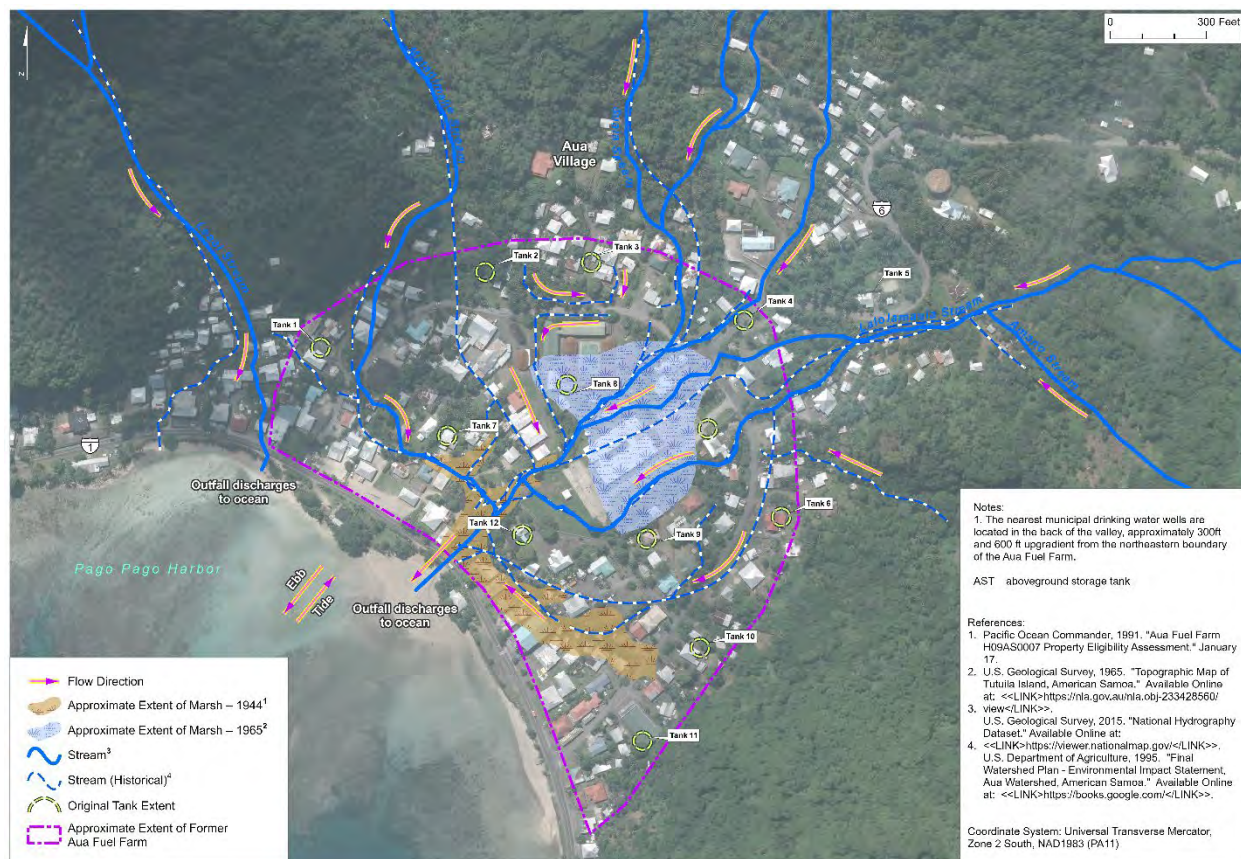 0 300 Feet
N
Aua
Village
6
Tank 3
Tank 2
Tank 5
Tank 4
Tank 1
Lalolamauta Stream
Tank 6
Tank 7
1
Outfall discharges
to ocean
Tank 6
Tank 12
Tank 9
Pago Pago Harbor
Ebb
Tide
Outfall discharges
to ocean
Tank 10
Tank 11
Flow Direction
Approximate Extent of Marsh – 1944¹
Approximate Extent of Marsh – 1965²
Stream³
Stream (Historical)⁴
Original Tank Extent
Approximate Extent of Former
Aua Fuel Farm
Notes:
1. The nearest municipal drinking water wells are
located in the back of the valley, approximately 300ft
and 600 ft upgradient from the northeastern boundary
of the Aua Fuel Farm.
AST aboveground storage tank
References:
1. Pacific Ocean Commander, 1991. "Aua Fuel Farm
H09AS0007 Property Eligibility Assessment." January
17.
2. U.S. Geological Survey, 1965. "Topographic Map of
Tutuila Island, American Samoa." Available Online
at: <<LINK>https://nla.gov.au/nla.obj-233428560/
3. view</LINK>>.
U.S. Geological Survey, 2015. "National Hydrography
Dataset." Available Online at:
4. <<LINK>https://viewer.nationalmap.gov/</LINK>>.
U.S. Department of Agriculture, 1995. "Final
Watershed Plan - Environmental Impact Statement,
Aua Watershed, American Samoa." Available Online
at: <<LINK>https://books.google.com/</LINK>>.
Coordinate System: Universal Transverse Mercator,
Zone 2 South, NAD1983 (PA11)